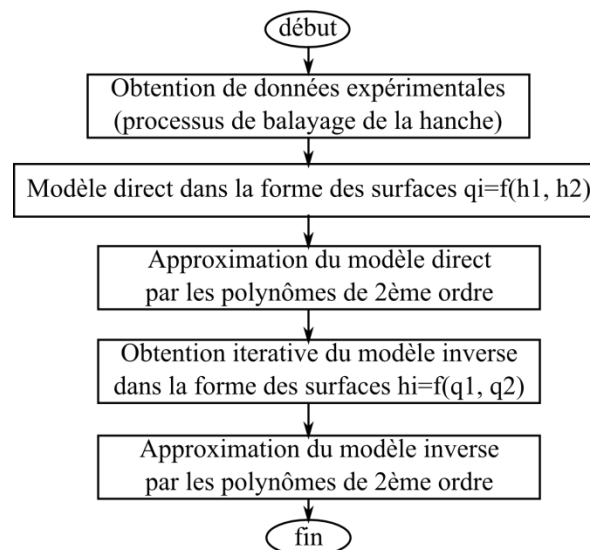 début
Obtention de données expérimentales
(processus de balayage de la hanche)
Modèle direct dans la forme des surfaces qi=f(h1, h2)
Approximation du modèle direct
par les polynômes de 2ème ordre
Obtention iterative du modèle inverse
dans la forme des surfaces hi=f(q1, q2)
Approximation du modèle inverse
par les polynômes de 2ème ordre
fin